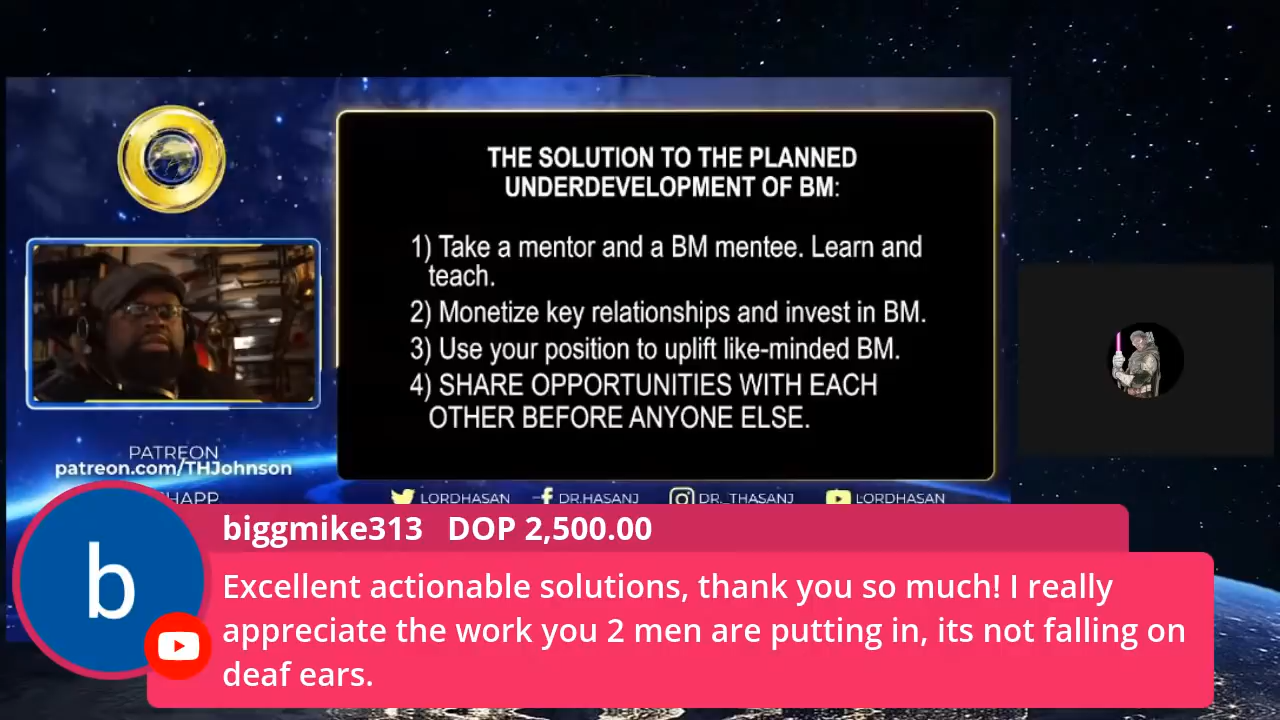 THE SOLUTION TO THE PLANNED
UNDERDEVELOPMENT OF BM:
1) Take a mentor and a BM mentee. Learn and
teach.
2) Monetize key relationships and invest in BM.
3) Use your position to uplift like-minded BM.
4) SHARE OPPORTUNITIES WITH EACH
OTHER BEFORE ANYONE ELSE.
PATREON
patreon.com/THJohnson
HAPP
LORDHASAN DR.HASANJ DR._THASANJ LORDHASAN
b
biggmike313 DOP 2,500.00
Excellent actionable solutions, thank you so much! I really
appreciate the work you 2 men are putting in, its not falling on
deaf ears.